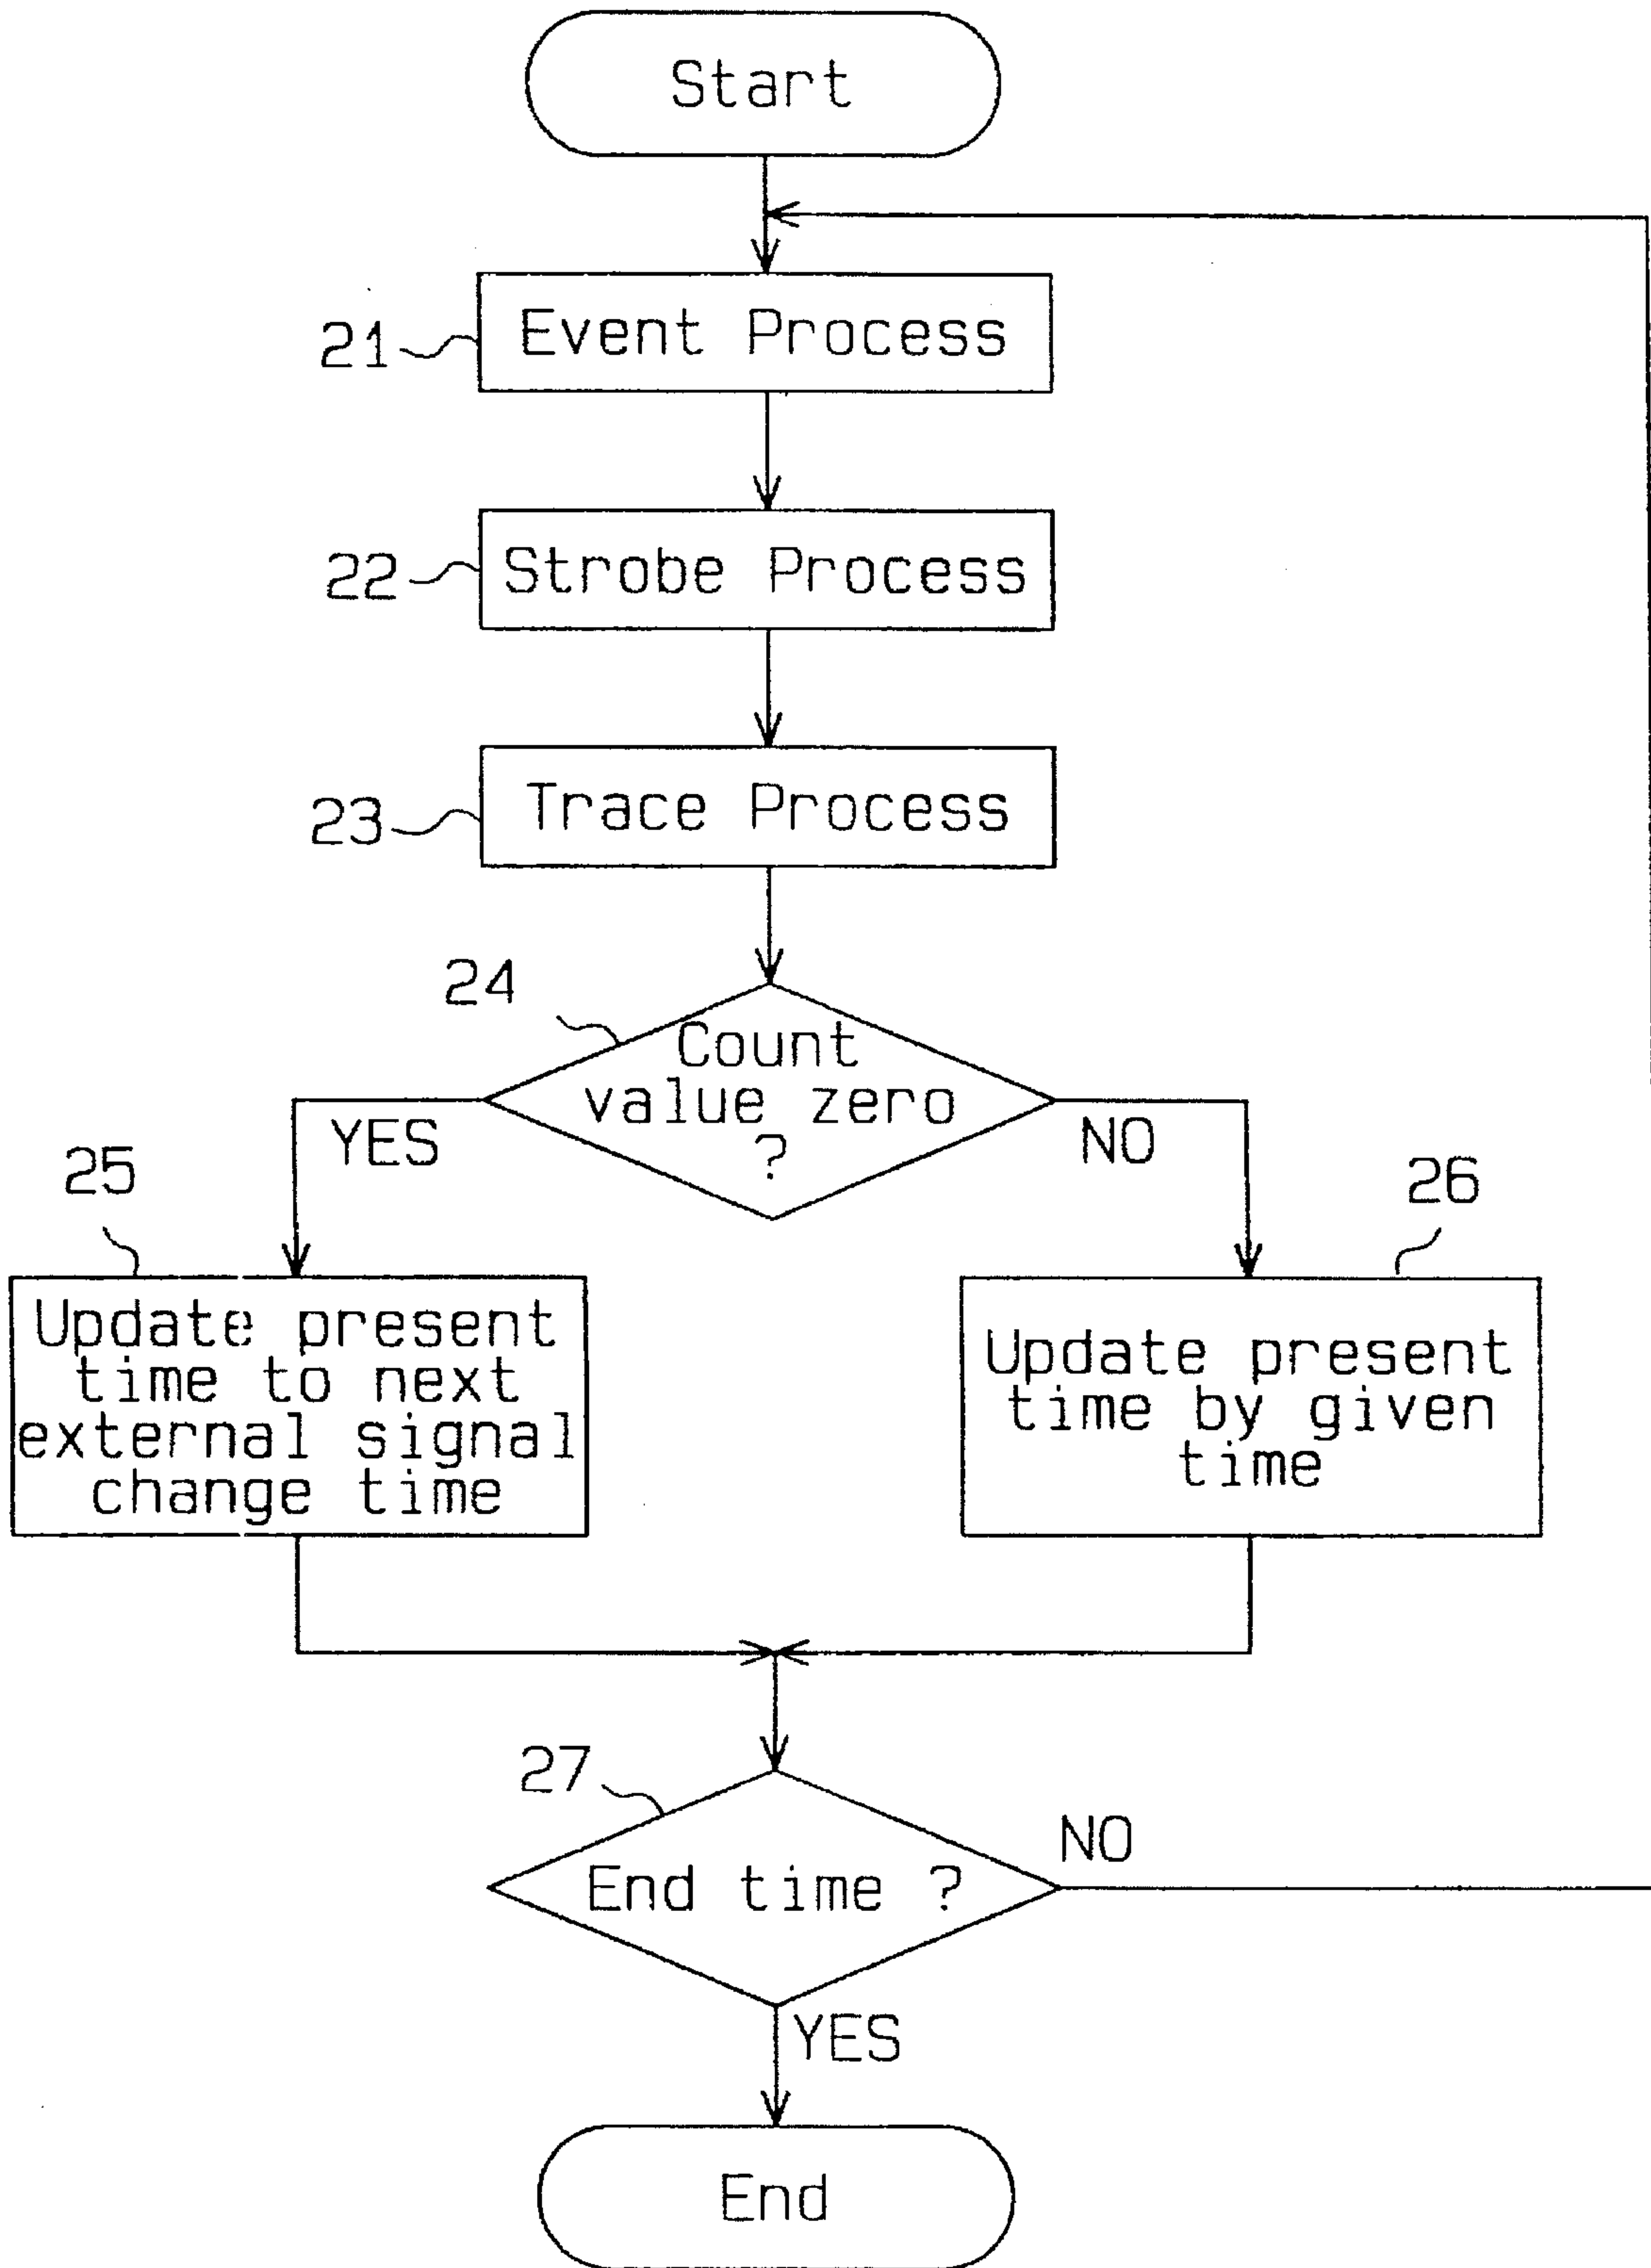 Start
21
Event Process
22
Strobe Process
23
Trace Process
24
Count
value zero
?
YES
NO
25
26
Update present
time to next
external signal
change time
Update present
time by given
time
27
End time ?
NO
YES
End